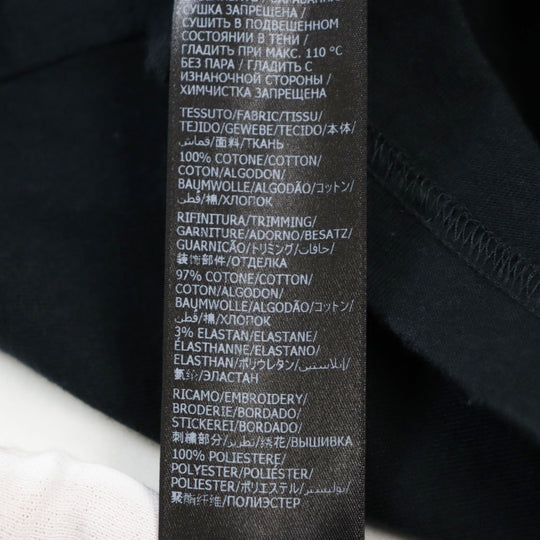 СУШКА ЗАПРЕЩЕНА/
СУШИТЬ В ПОДВЕШЕННОМ
СОСТОЯНИИ В ТЕНИ /
ГЛАДИТЬ ПРИ МАКС. 110 °C
БЕЗ ПАРА / ГЛАДИТЬ С
ИЗНАНОЧНОЙ СТОРОНЫ /
ХИМЧИСТКА ЗАПРЕЩЕНА
TESSUTO/FABRIC/TISSU/
TEJIDO/GEWEBE/TECIDO/本体/
قماش/面料/ТКАНЬ
100% COTONE/COTTON/
COTON/ALGODON/
BAUMWOLLE/ALGODÃO/コットン/
قطن/棉/ХЛОПОК
RIFINITURA/TRIMMING/
GARNITURE/ADORNO/BESATZ/
GUARNICÃO/トリミング/حافات/
装饰部件/ОТДЕЛКА
97% COTONE/COTTON/
COTON/ALGODON/
BAUMWOLLE/ALGODÃO/コットン/
قطن/棉/ХЛОПОК
3% ELASTAN/ELASTANE/
ÉLASTHANNE/ELASTANO/
ELASTHAN/ポリウレタン/إيلاستين/
氨纶/ЭЛАСТАН
RICAMO/EMBROIDERY/
BRODERIE/BORDADO/
STICKEREI/BORDADO/
刺繍部分/تطريز/绣花/ВЫШИВКА
100% POLIESTERE/
POLYESTER/POLIÉSTER/
POLYESTER/ポリエステル/بوليستير/
聚酯纤维/ПОЛИЭСТЕР